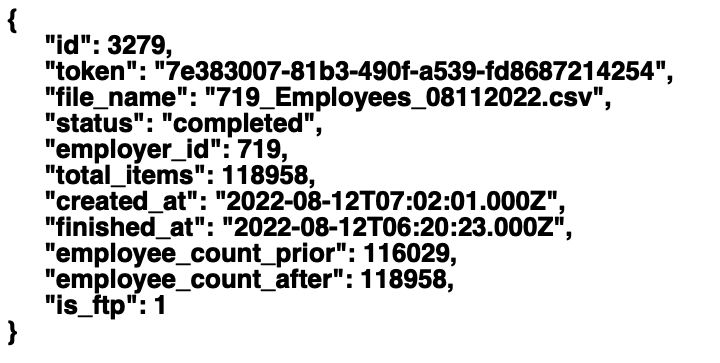 {
"id": 3279,
"token": "7e383007-81b3-490f-a539-fd8687214254",
"file_name": "719_Employees_08112022.csv",
"status": "completed",
"employer_id": 719,
"total_items": 118958,
"created_at": "2022-08-12T07:02:01.000Z",
"finished_at": "2022-08-12T06:20:23.000Z",
"employee_count_prior": 116029,
"employee_count_after": 118958,
"is_ftp": 1
}